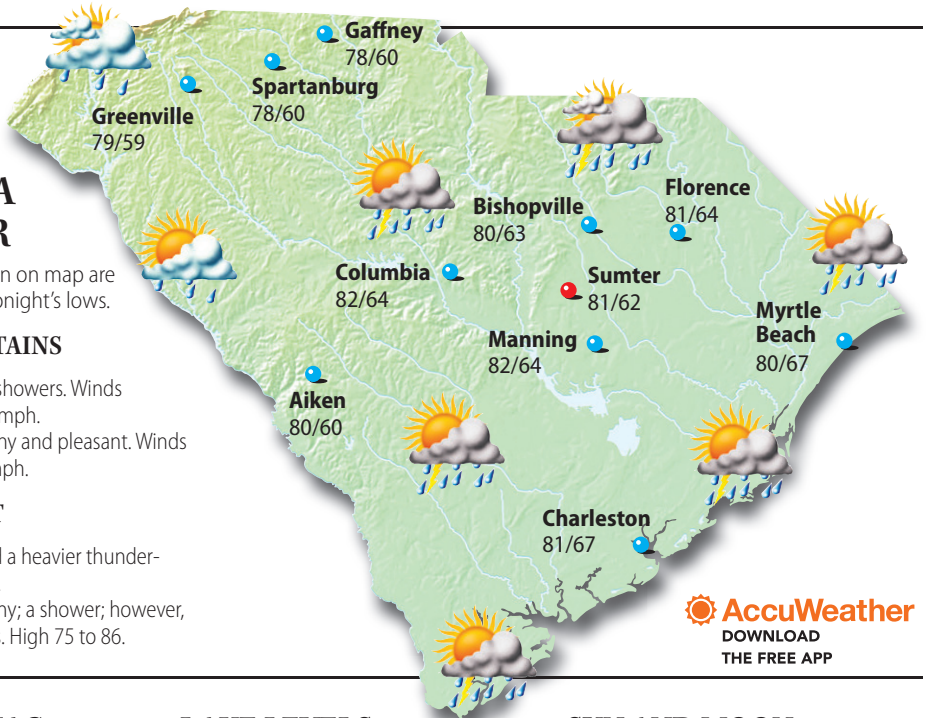 Gaffney
78/60
Spartanburg
78/60
Greenville
79/59
Florence
81/64
Bishopville
80/63
Columbia
82/64
Sumter
81/62
Myrtle
Beach
80/67
Manning
82/64
Aiken
80/60
Charleston
81/67
A
R
n on map are
onight's lows.
TAINS
showers. Winds
mph.
ny and pleasant. Winds
nph.
T
d a heavier thunder-
ny; a shower; however,
s. High 75 to 86.
AccuWeather
DOWNLOAD
THE FREE APP